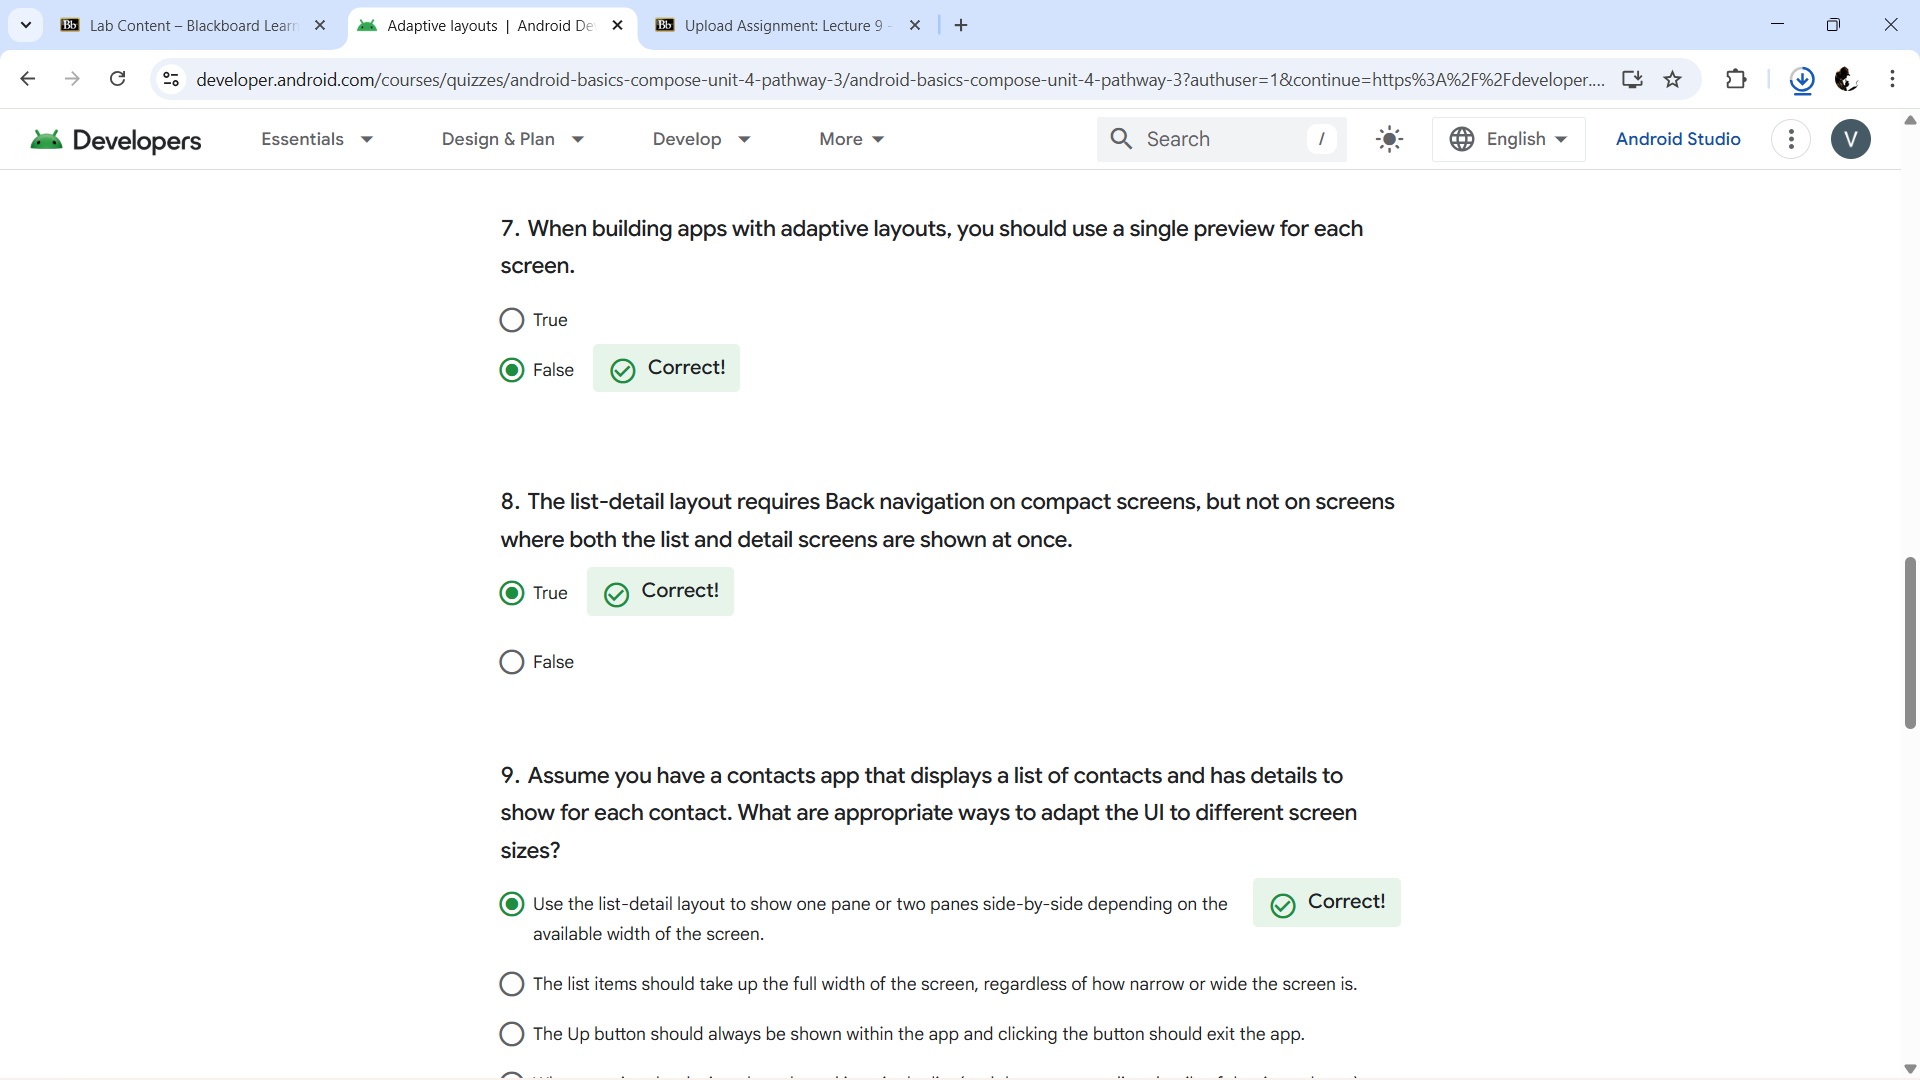 Lab Content – Blackboard Learn
Adaptive layouts | Android De
Upload Assignment: Lecture 9 -
developer.android.com/courses/quizzes/android-basics-compose-unit-4-pathway-3/android-basics-compose-unit-4-pathway-3?authuser=1&continue=https%3A%2F%2Fdeveloper....
Developers Essentials Design & Plan Develop More Search / English Android Studio V
7. When building apps with adaptive layouts, you should use a single preview for each
screen.
True
False Correct!
8. The list-detail layout requires Back navigation on compact screens, but not on screens
where both the list and detail screens are shown at once.
True Correct!
False
9. Assume you have a contacts app that displays a list of contacts and has details to
show for each contact. What are appropriate ways to adapt the UI to different screen
sizes?
Use the list-detail layout to show one pane or two panes side-by-side depending on the Correct!
available width of the screen.
The list items should take up the full width of the screen, regardless of how narrow or wide the screen is.
The Up button should always be shown within the app and clicking the button should exit the app.